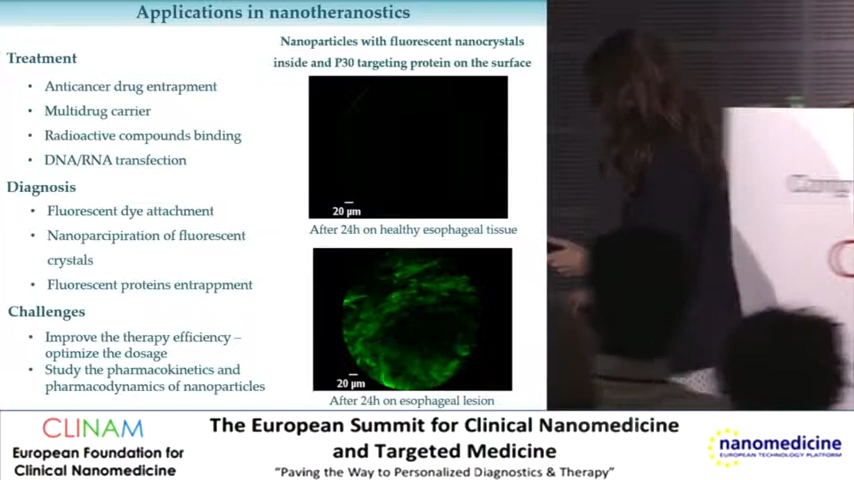 Applications in nanotheranostics
Treatment
• Anticancer drug entrapment
• Multidrug carrier
• Radioactive compounds binding
• DNA/RNA transfection
Diagnosis
• Fluorescent dye attachment
• Nanoparcipiration of fluorescent
crystals
• Fluorescent proteins entrappment
Challenges
• Improve the therapy efficiency –
optimize the dosage
• Study the pharmacokinetics and
pharmacodynamics of nanoparticles
Nanoparticles with fluorescent nanocrystals
inside and P30 targeting protein on the surface
20 µm
After 24h on healthy esophageal tissue
20 µm
After 24h on esophageal lesion
CLINAM
European Foundation for
Clinical Nanomedicine
The European Summit for Clinical Nanomedicine
and Targeted Medicine
“Paving the Way to Personalized Diagnostics & Therapy”
nanomedicine
EUROPEAN TECHNOLOGY PLATFORM